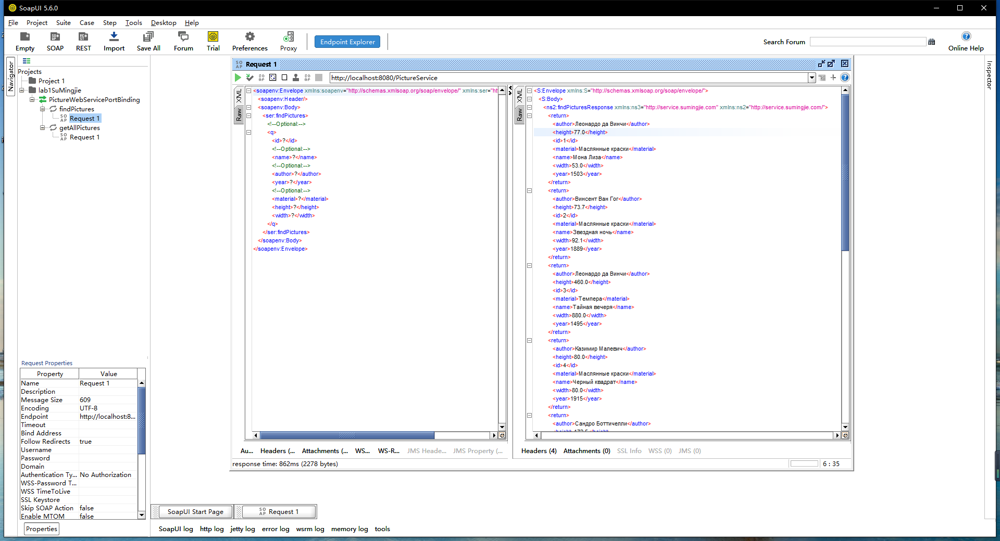 SoapUI 5.6.0
File Project Suite Case Step Tools Desktop Help
Empty SOAP REST Import Save All Forum Trial Preferences Proxy Endpoint Explorer Search Forum Online Help
Navigator
Projects
Project 1
lab1SuMingjie
PictureWebServicePortBinding
findPictures
SO AP Request 1
getAllPictures
SO AP Request 1
Request Properties
Property Value
Name Request 1
Description
Message Size 609
Encoding UTF-8
Endpoint http://localhost:8...
Timeout
Bind Address
Follow Redirects true
Username
Password
Domain
Authentication Ty... No Authorization
WSS-Password T...
WSS TimeToLive
SSL Keystore
Skip SOAP Action false
Enable MTOM false
Properties
SO AP Request 1
http://localhost:8080/PictureService
XML
Raw
<soapenv:Envelope xmlns:soapenv="http://schemas.xmlsoap.org/soap/envelope/" xmlns:ser="ht
<soapenv:Header/>
<soapenv:Body>
<ser:findPictures>
<!--Optional:-->
<q>
<id>?</id>
<!--Optional:-->
<name>?</name>
<!--Optional:-->
<author>?</author>
<year>?</year>
<!--Optional:-->
<material>?</material>
<height>?</height>
<width>?</width>
</q>
</ser:findPictures>
</soapenv:Body>
</soapenv:Envelope>
Au... Headers (... Attachments (... WS... WS-R... JMS Heade... JMS Property (...
XML
Raw
<S:Envelope xmlns:S="http://schemas.xmlsoap.org/soap/envelope/">
<S:Body>
<ns2:findPicturesResponse xmlns:ns3="http://service.sumingjie.com" xmlns:ns2="http://service.sumingjie.com/">
<return>
<author>Леонардо да Винчи</author>
<height>77.0</height>
<id>1</id>
<material>Маслянные краски</material>
<name>Мона Лиза</name>
<width>53.0</width>
<year>1503</year>
</return>
<return>
<author>Винсент Ван Гог</author>
<height>73.7</height>
<id>2</id>
<material>Маслянные краски</material>
<name>Звездная ночь</name>
<width>92.1</width>
<year>1889</year>
</return>
<return>
<author>Леонардо да Винчи</author>
<height>460.0</height>
<id>3</id>
<material>Темпера</material>
<name>Тайная вечеря</name>
<width>880.0</width>
<year>1495</year>
</return>
<return>
<author>Казимир Малевич</author>
<height>80.0</height>
<id>4</id>
<material>Маслянные краски</material>
<name>Черный квадрат</name>
<width>80.0</width>
<year>1915</year>
</return>
<return>
<author>Сандро Боттичелли</author>
Headers (4) Attachments (0) SSL Info WSS (0) JMS (0)
response time: 862ms (2278 bytes) 6 : 35
Inspector
SoapUI Start Page SO AP Request 1
SoapUI log http log jetty log error log wsrm log memory log tools